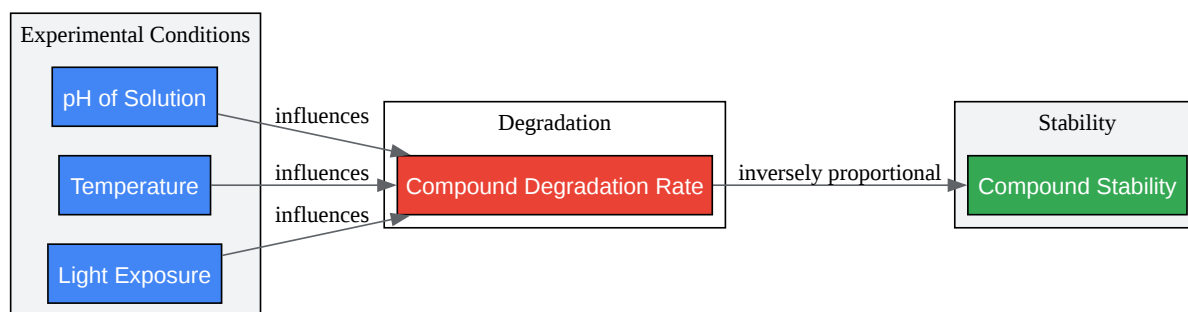 Experimental Conditions
pH of Solution
Temperature
Light Exposure
influences
influences
influences
Degradation
Compound Degradation Rate
inversely proportional
Stability
Compound Stability